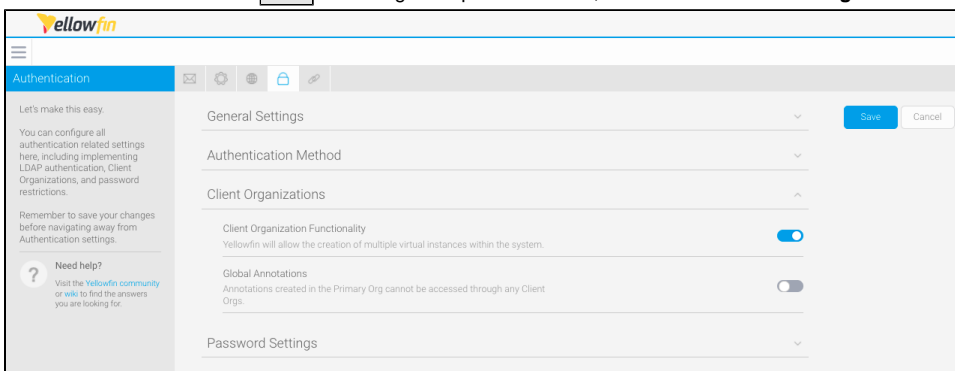 Yellowfin
Authentication
Let's make this easy.
You can configure all
authentication related settings
here, including implementing
LDAP authentication, Client
Organizations, and password
restrictions.
Remember to save your changes
before navigating away from
Authentication settings.
?
Need help?
Visit the Yellowfin community
or wiki to find the answers
you are looking for.
General Settings
Authentication Method
Client Organizations
Client Organization Functionality
Yellowfin will allow the creation of multiple virtual instances within the system.
Global Annotations
Annotations created in the Primary Org cannot be accessed through any Client
Orgs.
Password Settings
Save
Cancel